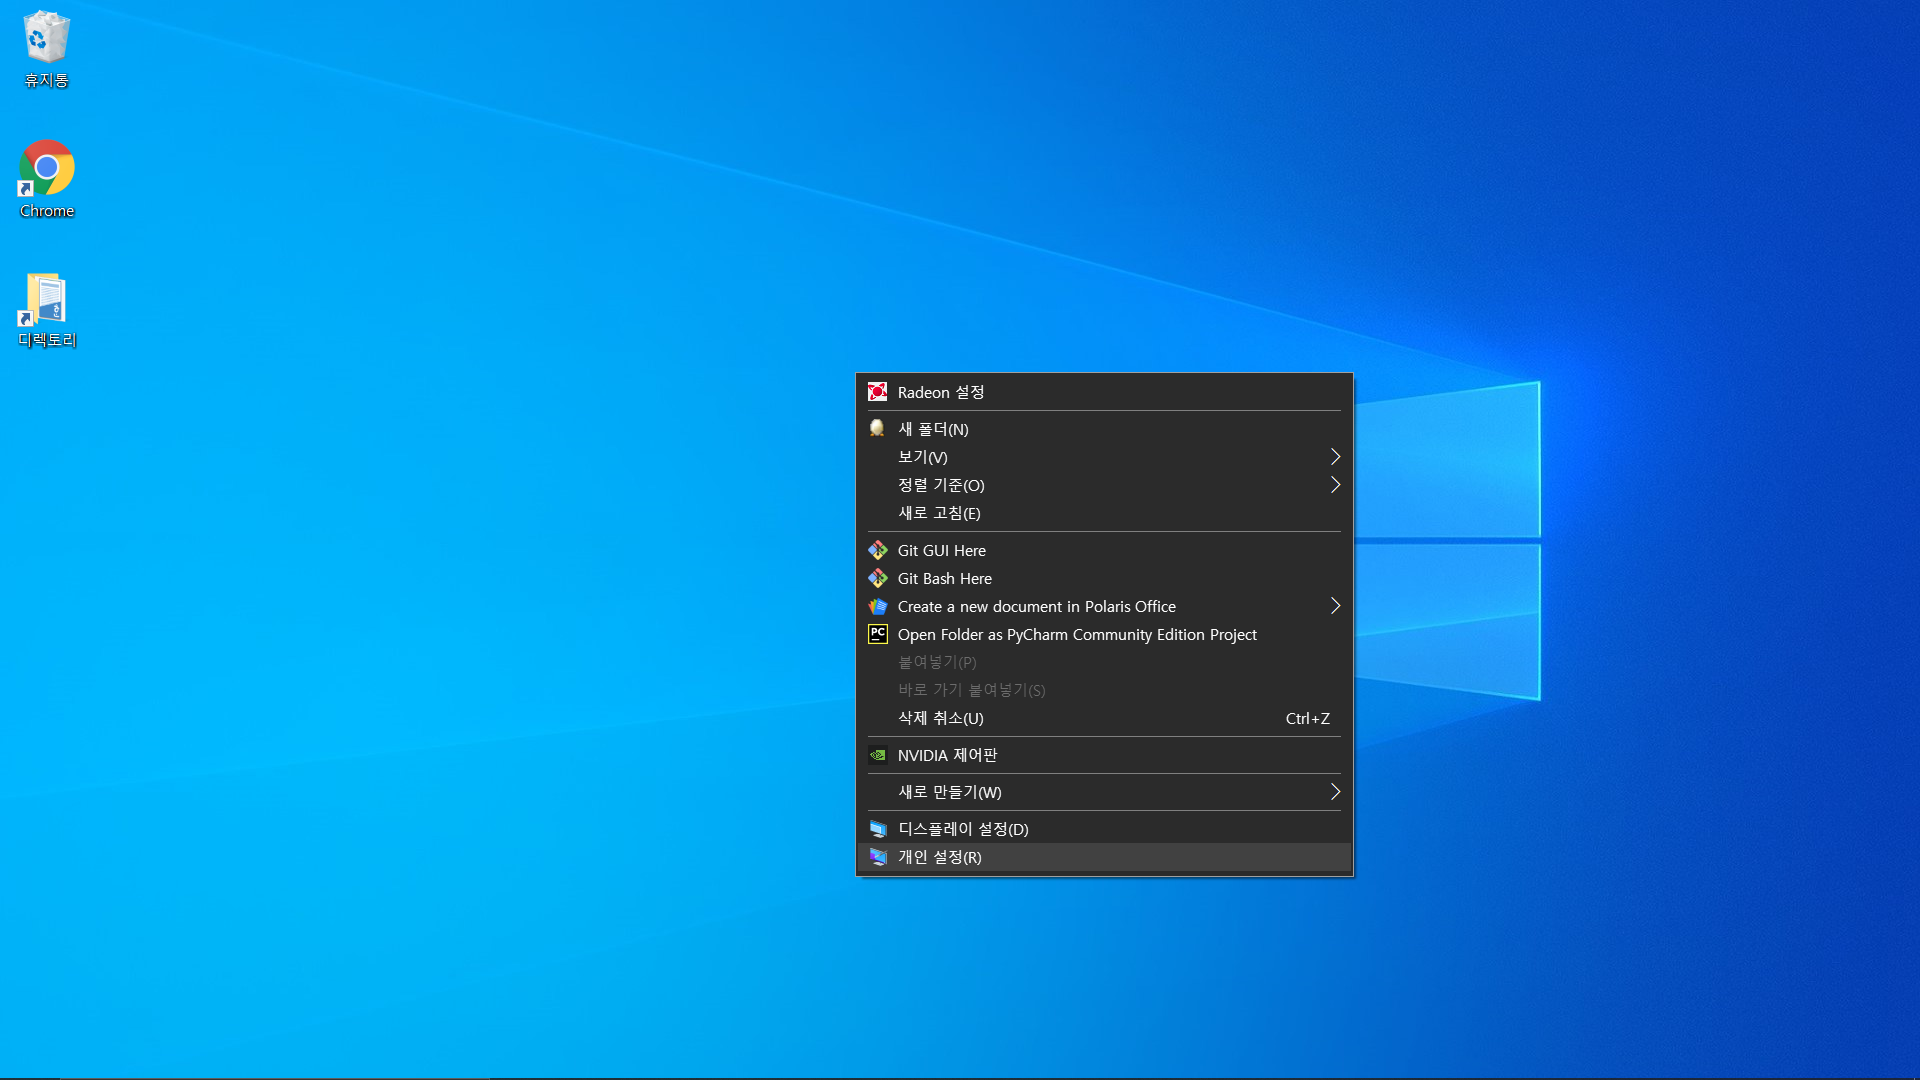 휴지통
Chrome
디렉토리
Radeon 설정
새 폴더(N)
보기(V)
정렬 기준(O)
새로 고침(E)
Git GUI Here
Git Bash Here
Create a new document in Polaris Office
PC
Open Folder as PyCharm Community Edition Project
붙여넣기(P)
바로 가기 붙여넣기(S)
삭제 취소(U) Ctrl+Z
NVIDIA 제어판
새로 만들기(W)
디스플레이 설정(D)
개인 설정(R)